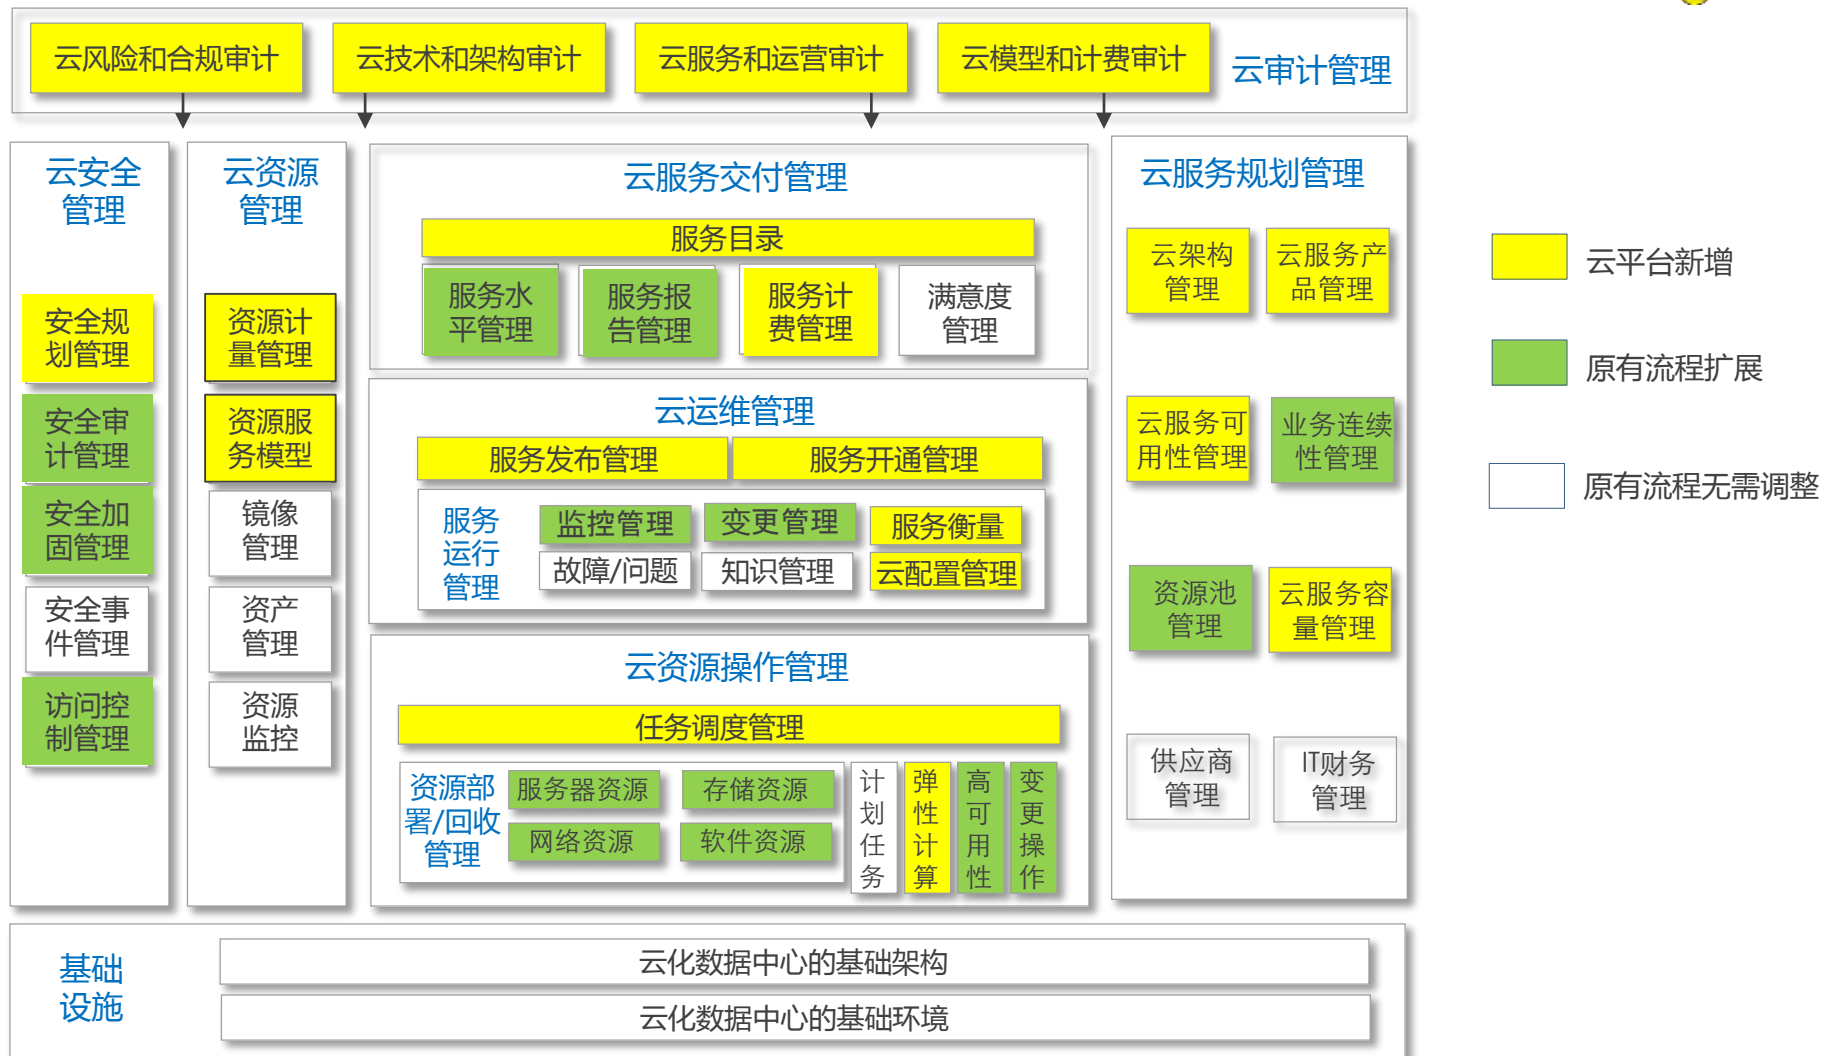 云风险和合规审计
云技术和架构审计
云服务和运营审计
云模型和计费审计
云审计管理
云安全
管理
安全规
划管理
安全审
计管理
安全加
固管理
安全事
件管理
访问控
制管理
云资源
管理
资源计
量管理
资源服
务模型
镜像
管理
资产
管理
资源
监控
云服务交付管理
服务目录
服务水
平管理
服务报
告管理
服务计
费管理
满意度
管理
云运维管理
服务发布管理
服务开通管理
服务
运行
管理
监控管理
变更管理
服务衡量
故障/问题
知识管理
云配置管理
云资源操作管理
任务调度管理
资源部
署/回收
管理
服务器资源
存储资源
网络资源
软件资源
计
划
任
务
弹
性
计
算
高
可
用
性
变
更
操
作
云服务规划管理
云架构
管理
云服务产
品管理
云服务可
用性管理
业务连续
性管理
资源池
管理
云服务容
量管理
供应商
管理
IT财务
管理
云平台新增
原有流程扩展
原有流程无需调整
基础
设施
云化数据中心的基础架构
云化数据中心的基础环境